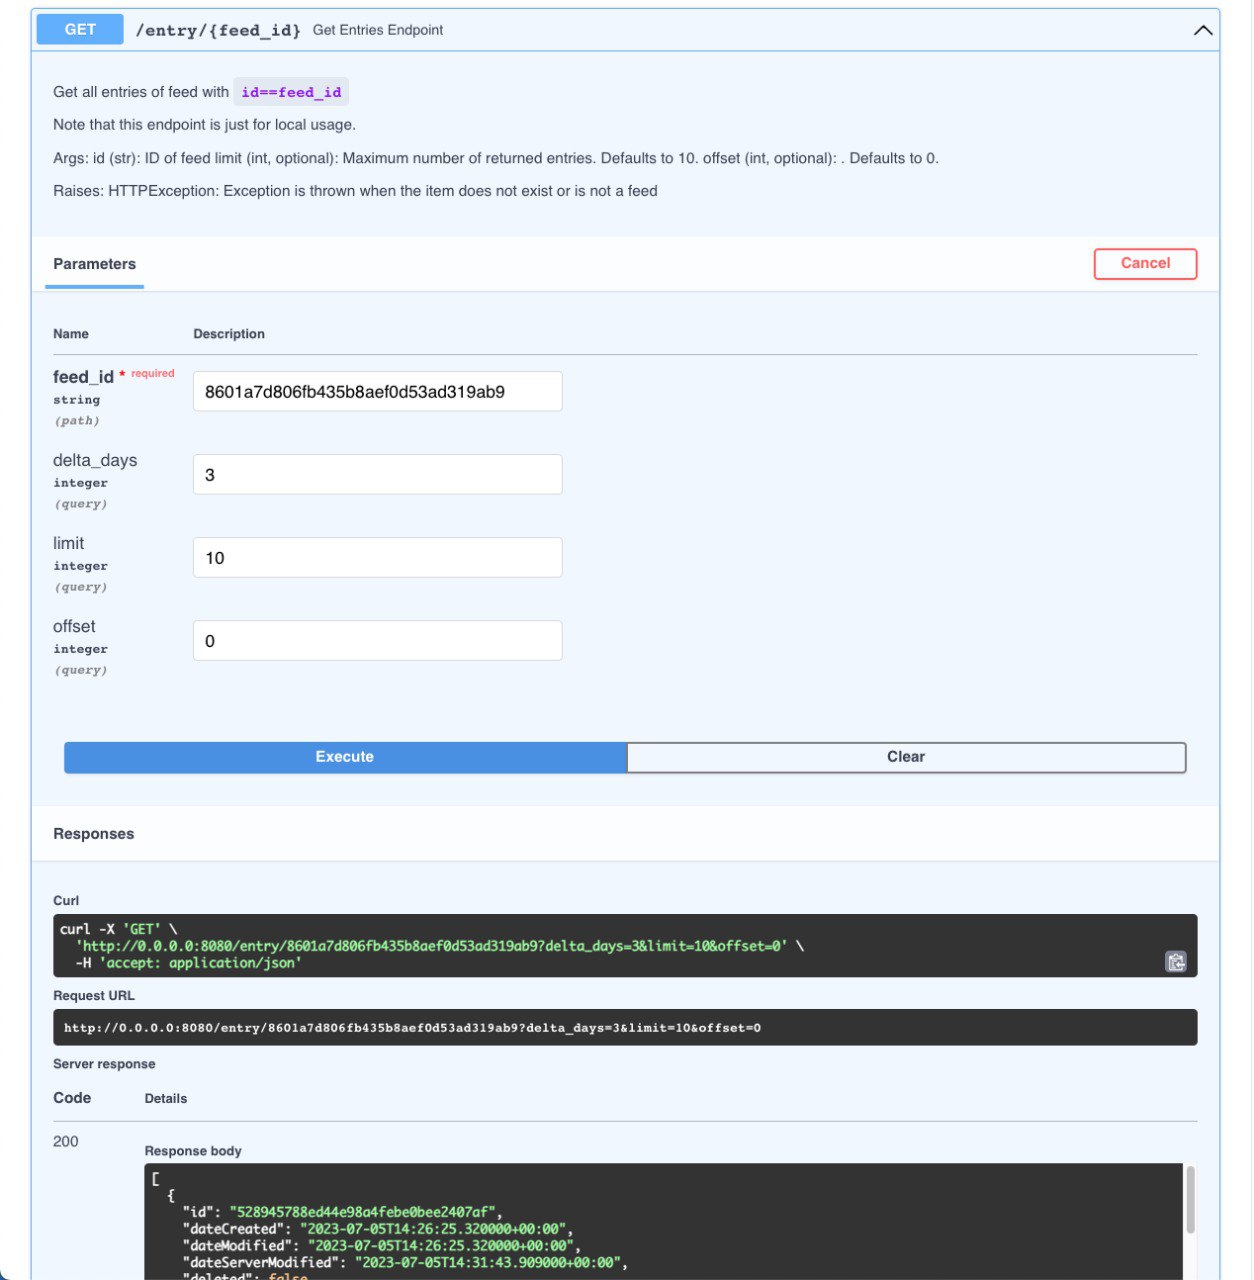 GET /entry/{feed_id} Get Entries Endpoint
Get all entries of feed with id==feed_id
Note that this endpoint is just for local usage.
Args: id (str): ID of feed limit (int, optional): Maximum number of returned entries. Defaults to 10. offset (int, optional): . Defaults to 0.
Raises: HTTPException: Exception is thrown when the item does not exist or is not a feed
Parameters
Cancel
Name Description
feed_id * required
string
(path)
8601a7d806fb435b8aef0d53ad319ab9
delta_days
integer
(query)
3
limit
integer
(query)
10
offset
integer
(query)
0
Execute
Clear
Responses
Curl
curl -X 'GET' \
'http://0.0.0.0:8080/entry/8601a7d806fb435b8aef0d53ad319ab9?delta_days=3&limit=10&offset=0' \
-H 'accept: application/json'
Request URL
http://0.0.0.0:8080/entry/8601a7d806fb435b8aef0d53ad319ab9?delta_days=3&limit=10&offset=0
Server response
Code Details
200
Response body
[
{
"id": "528945788ed44e98a4febe0bee2407af",
"dateCreated": "2023-07-05T14:26:25.320000+00:00",
"dateModified": "2023-07-05T14:26:25.320000+00:00",
"dateServerModified": "2023-07-05T14:31:43.909000+00:00",
"deleted": false